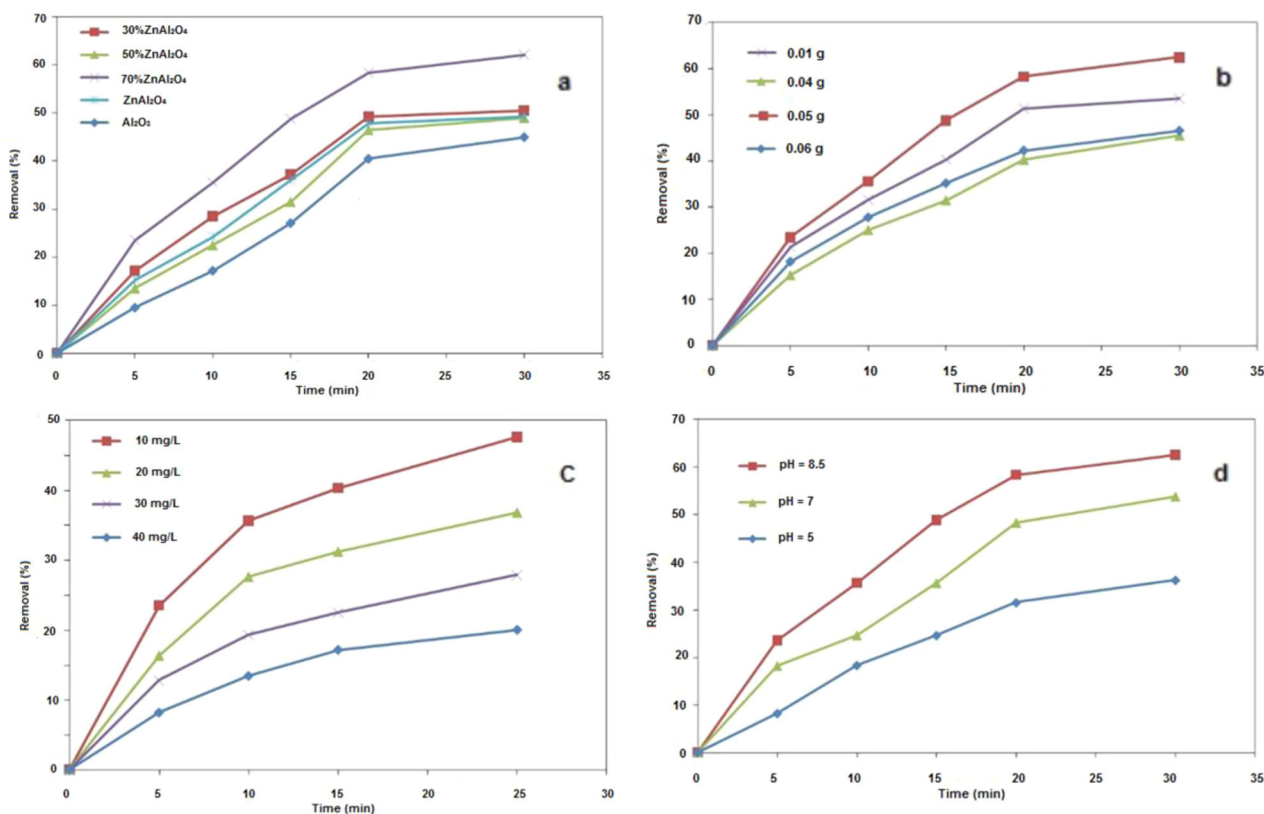 70
60
50
40
30
20
10
0
Removal (%)
30%ZnAl₂O₄
50%ZnAl₂O₄
70%ZnAl₂O₄
ZnAl₂O₄
Al₂O₃
a
0 5 10 15 20 25 30 35
Time (min)
70
60
50
40
30
20
10
0
Removal (%)
0.01 g
0.04 g
0.05 g
0.06 g
b
0 5 10 15 20 25 30 35
Time (min)
50
40
30
20
10
0
Removal (%)
10 mg/L
20 mg/L
30 mg/L
40 mg/L
C
0 5 10 15 20 25 30
Time (min)
70
60
50
40
30
20
10
0
Removal (%)
pH = 8.5
pH = 7
pH = 5
d
0 5 10 15 20 25 30 35
Time (min)